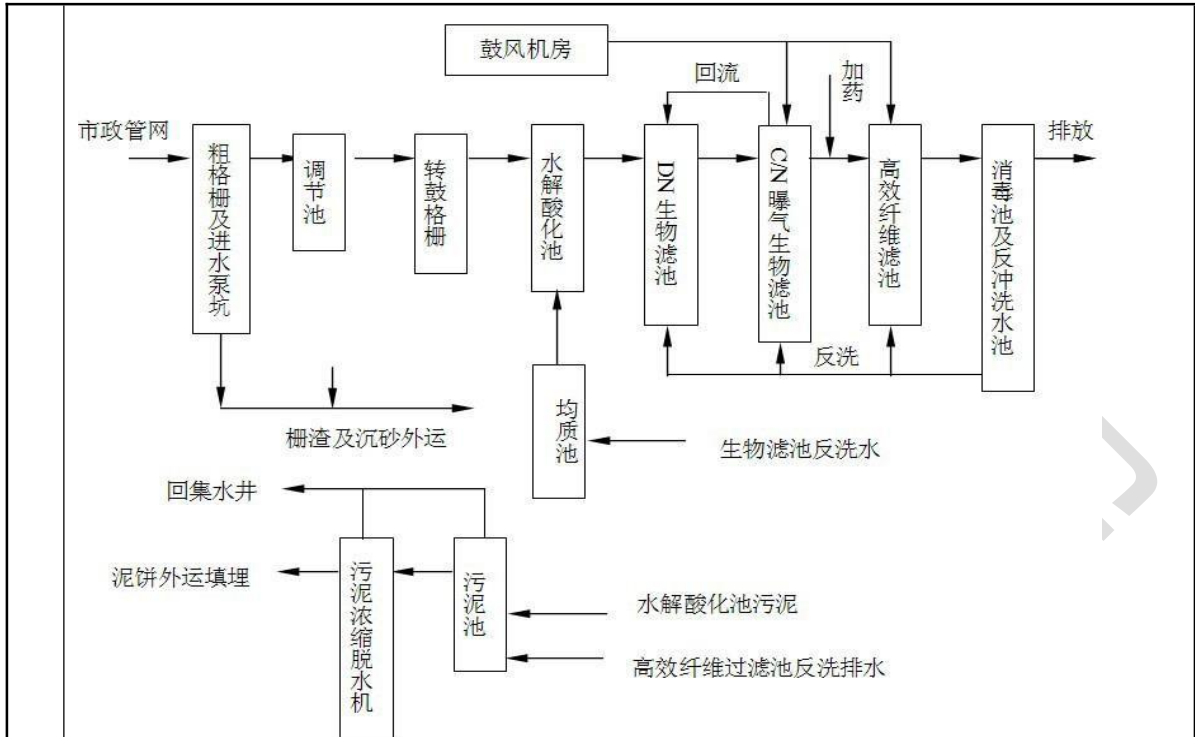 鼓风机房
回流
加药
市政管网
粗格栅及进水泵坑
调节池
转鼓格栅
水解酸化池
DN 生物滤池
C/N 曝气生物滤池
高效纤维滤池
消毒池及反冲洗水池
排放
反洗
栅渣及沉砂外运
均质池
生物滤池反洗水
回集水井
泥饼外运填埋
污泥浓缩脱水机
污泥池
水解酸化池污泥
高效纤维过滤池反洗排水